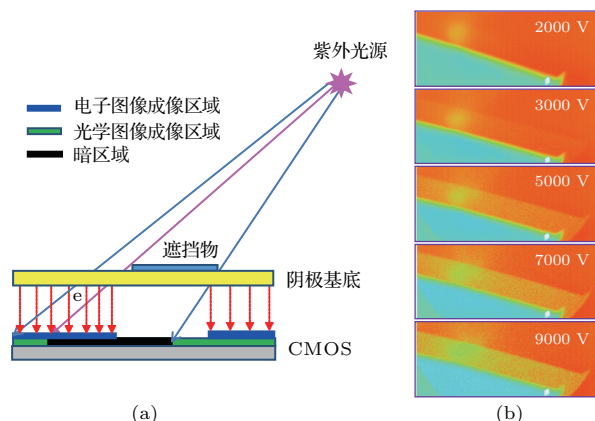 紫外光源
电子图像成像区域
光学图像成像区域
暗区域
遮挡物
阴极基底
e
CMOS
(a)
2000 V
3000 V
5000 V
7000 V
9000 V
(b)